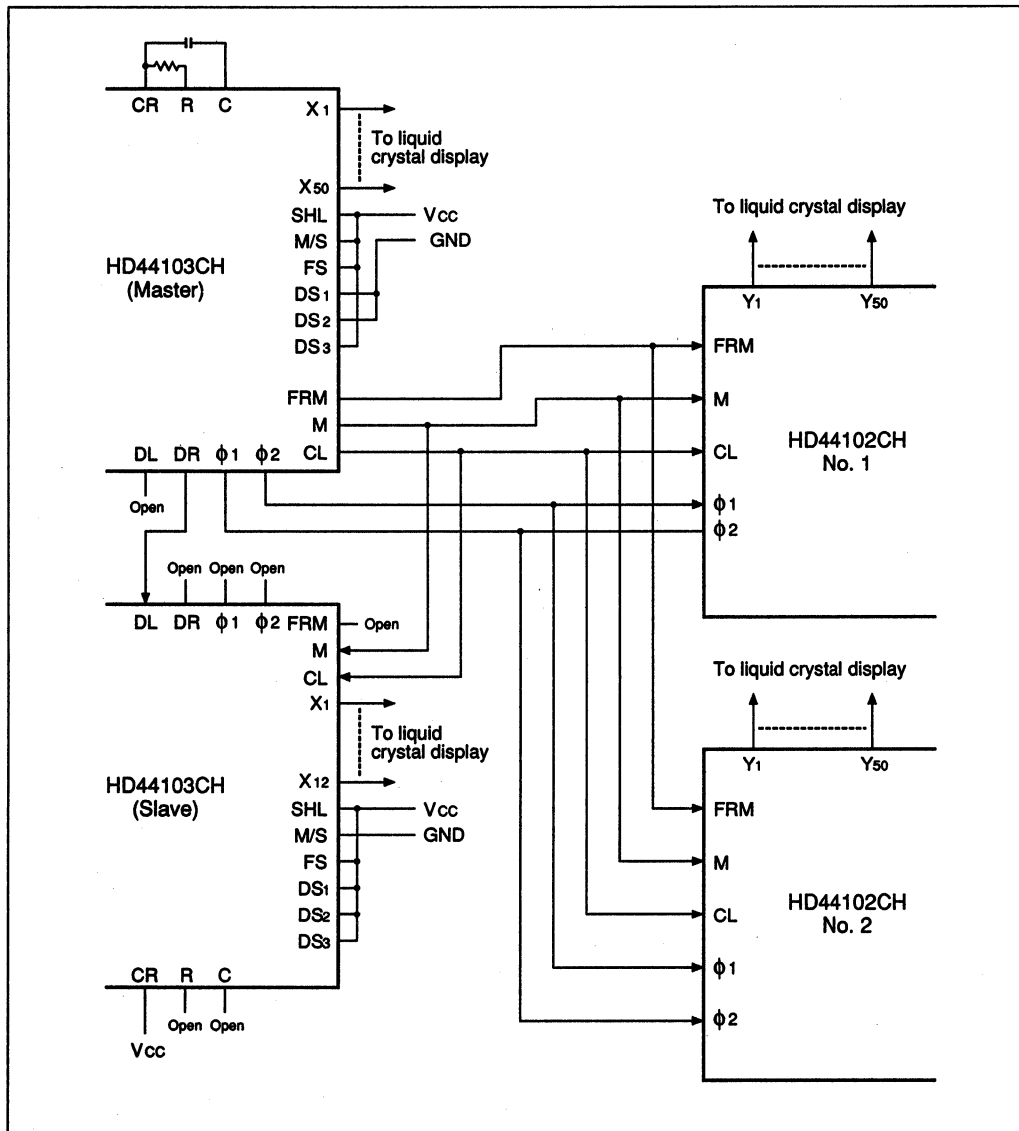 CR R C
X1
To liquid
crystal display
X50
SHL
VCC
M/S
GND
FS
HD44103CH
(Master)
DS1
DS2
DS3
FRM
M
CL
DL DR ϕ1 ϕ2
Open
To liquid crystal display
Y1 Y50
FRM
M
HD44102CH
No. 1
CL
ϕ1
ϕ2
Open Open Open
DL DR ϕ1 ϕ2
FRM
Open
M
CL
X1
To liquid
crystal display
X12
HD44103CH
(Slave)
SHL
VCC
M/S
GND
FS
DS1
DS2
DS3
CR R C
Open Open
VCC
To liquid crystal display
Y1 Y50
FRM
M
HD44102CH
No. 2
CL
ϕ1
ϕ2